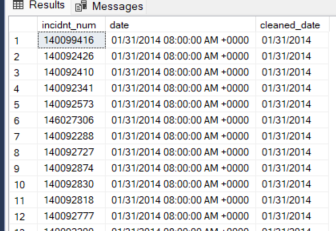 Results Messages
incidnt_num date cleaned_date
1 140099416 01/31/2014 08:00:00 AM +0000 01/31/2014
2 140092426 01/31/2014 08:00:00 AM +0000 01/31/2014
3 140092410 01/31/2014 08:00:00 AM +0000 01/31/2014
4 140092341 01/31/2014 08:00:00 AM +0000 01/31/2014
5 140092573 01/31/2014 08:00:00 AM +0000 01/31/2014
6 146027306 01/31/2014 08:00:00 AM +0000 01/31/2014
7 140092288 01/31/2014 08:00:00 AM +0000 01/31/2014
8 140092727 01/31/2014 08:00:00 AM +0000 01/31/2014
9 140092874 01/31/2014 08:00:00 AM +0000 01/31/2014
10 140092830 01/31/2014 08:00:00 AM +0000 01/31/2014
11 140092818 01/31/2014 08:00:00 AM +0000 01/31/2014
12 140092777 01/31/2014 08:00:00 AM +0000 01/31/2014